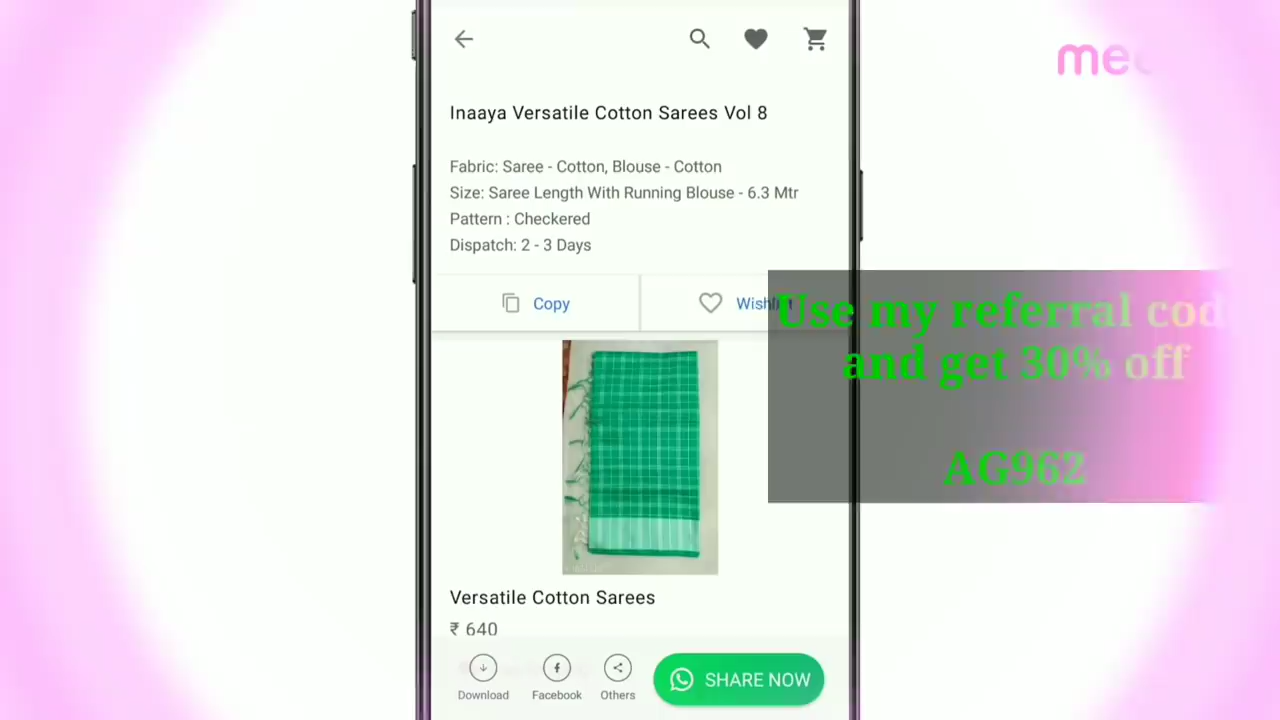 Inaaya Versatile Cotton Sarees Vol 8
Fabric: Saree - Cotton, Blouse - Cotton
Size: Saree Length With Running Blouse - 6.3 Mtr
Pattern : Checkered
Dispatch: 2 - 3 Days
Copy
Use my referral
and get 30% off
AG962
Versatile Cotton Sarees
₹ 640
Download
Facebook
Others
SHARE NOW